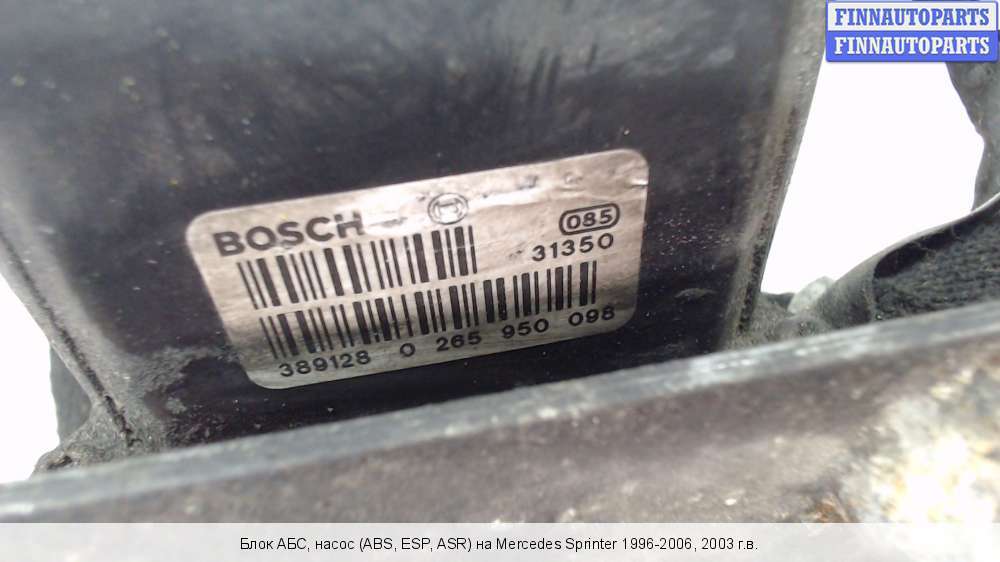 FINNAUTOPARTS
FINNAUTOPARTS
BOSCH
085
31350
389128 0 265 950 098
Блок АБС, насос (ABS, ESP, ASR) на Mercedes Sprinter 1996-2006, 2003 г.в.